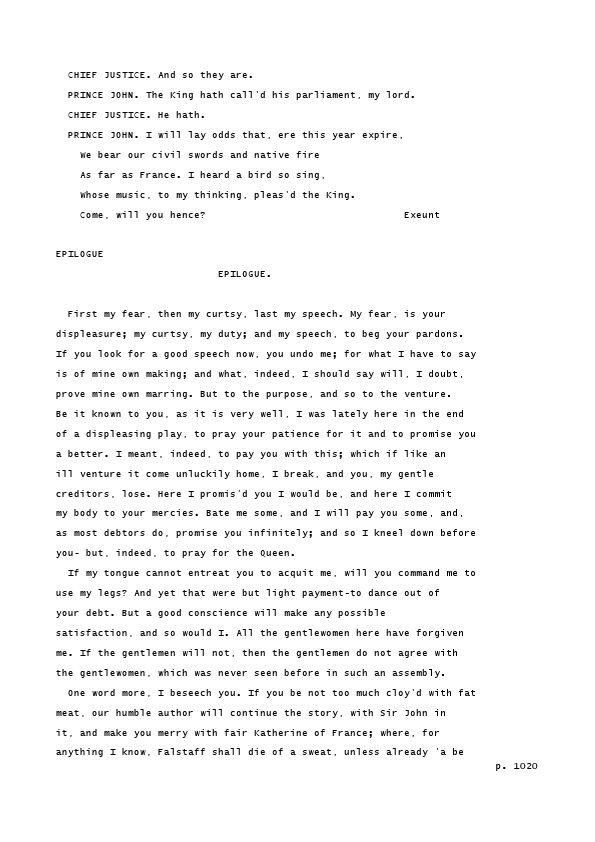 CHIEF JUSTICE. And so they are.
PRINCE JOHN. The King hath call'd his parliament, my lord.
CHIEF JUSTICE. He hath.
PRINCE JOHN. I will lay odds that, ere this year expire,
We bear our civil swords and native fire
As far as France. I heard a bird so sing,
Whose music, to my thinking, pleas'd the King.
Come, will you hence? Exeunt
EPILOGUE
EPILOGUE.
First my fear, then my curtsy, last my speech. My fear, is your
displeasure; my curtsy, my duty; and my speech, to beg your pardons.
If you look for a good speech now, you undo me; for what I have to say
is of mine own making; and what, indeed, I should say will, I doubt,
prove mine own marring. But to the purpose, and so to the venture.
Be it known to you, as it is very well, I was lately here in the end
of a displeasing play, to pray your patience for it and to promise you
a better. I meant, indeed, to pay you with this; which if like an
ill venture it come unluckily home, I break, and you, my gentle
creditors, lose. Here I promis'd you I would be, and here I commit
my body to your mercies. Bate me some, and I will pay you some, and,
as most debtors do, promise you infinitely; and so I kneel down before
you- but, indeed, to pray for the Queen.
If my tongue cannot entreat you to acquit me, will you command me to
use my legs? And yet that were but light payment-to dance out of
your debt. But a good conscience will make any possible
satisfaction, and so would I. All the gentlewomen here have forgiven
me. If the gentlemen will not, then the gentlemen do not agree with
the gentlewomen, which was never seen before in such an assembly.
One word more, I beseech you. If you be not too much cloy'd with fat
meat, our humble author will continue the story, with Sir John in
it, and make you merry with fair Katherine of France; where, for
anything I know, Falstaff shall die of a sweat, unless already 'a be
p. 1020